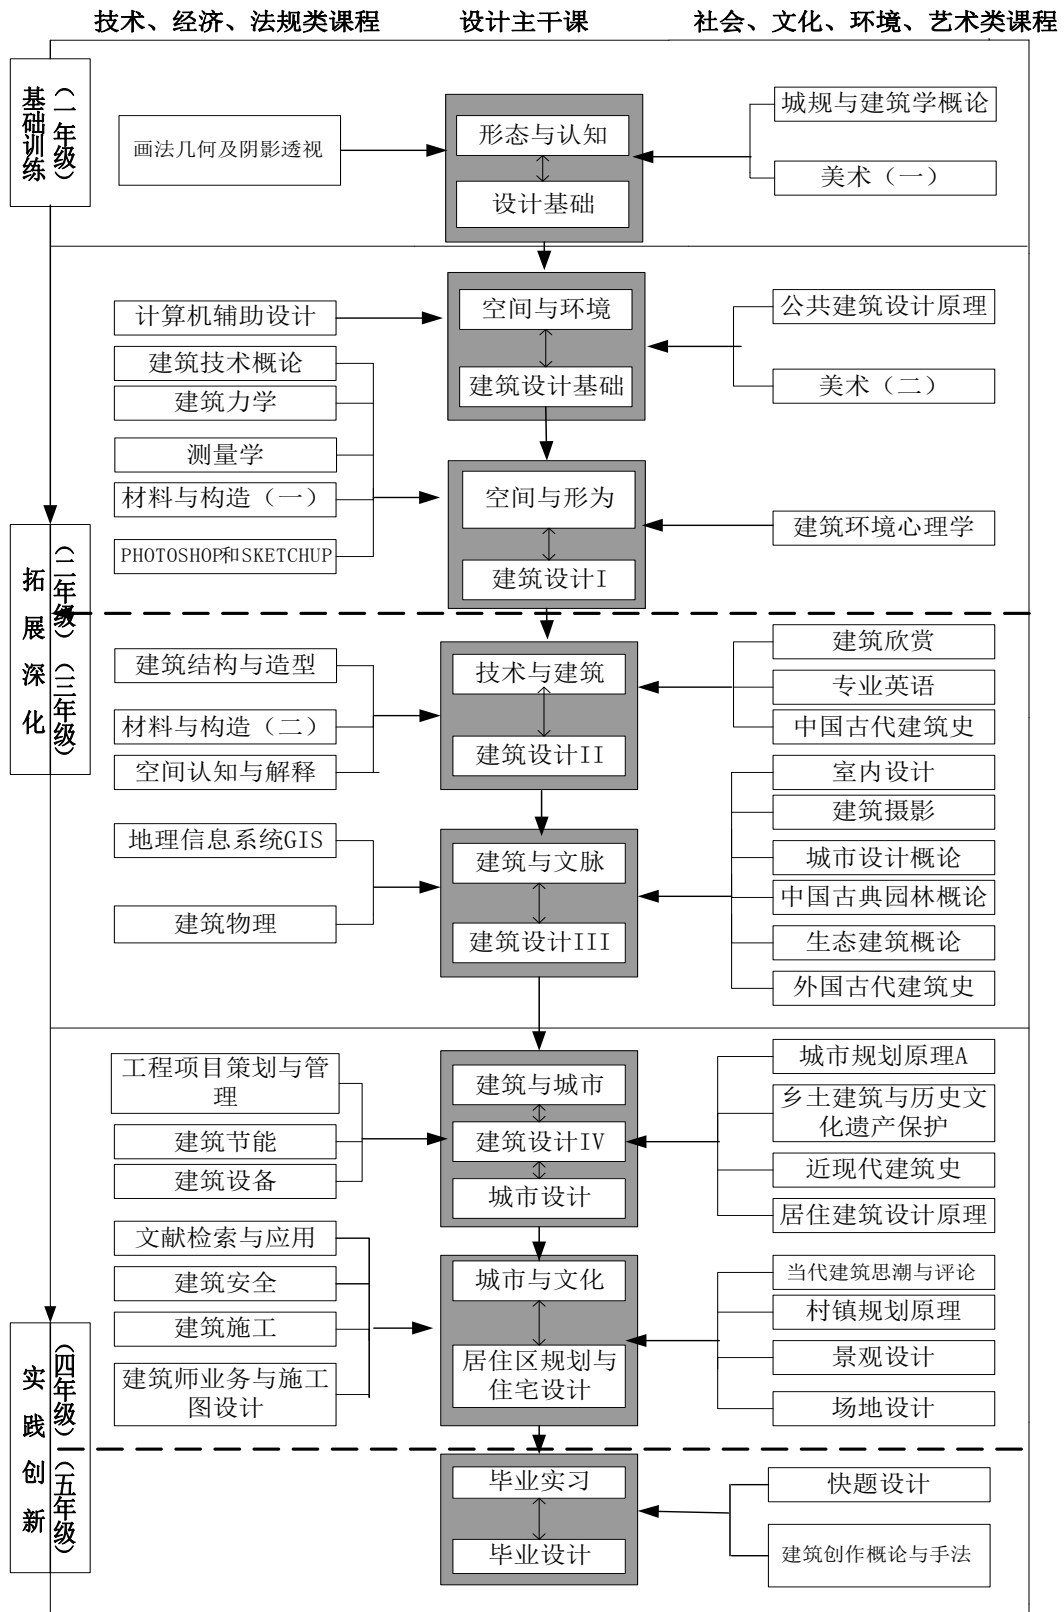 技术、经济、法规类课程
设计主干课
社会、文化、环境、艺术类课程
基础训练
（一年级）
画法几何及阴影透视
形态与认知
设计基础
城规与建筑学概论
美术（一）
计算机辅助设计
建筑技术概论
建筑力学
测量学
材料与构造（一）
PHOTOSHOP和SKETCHUP
空间与环境
建筑设计基础
空间与形为
建筑设计I
公共建筑设计原理
美术（二）
建筑环境心理学
拓展深化
（二年级）
（三年级）
建筑结构与造型
材料与构造（二）
空间认知与解释
地理信息系统GIS
建筑物理
技术与建筑
建筑设计II
建筑与文脉
建筑设计III
建筑欣赏
专业英语
中国古代建筑史
室内设计
建筑摄影
城市设计概论
中国古典园林概论
生态建筑概论
外国古代建筑史
工程项目策划与管
理
建筑节能
建筑设备
文献检索与应用
建筑安全
建筑施工
建筑师业务与施工
图设计
建筑与城市
建筑设计IV
城市设计
城市与文化
居住区规划与
住宅设计
城市规划原理A
乡土建筑与历史文
化遗产保护
近现代建筑史
居住建筑设计原理
当代建筑思潮与评论
村镇规划原理
景观设计
场地设计
实践创新
（四年级）
（五年级）
毕业实习
毕业设计
快题设计
建筑创作概论与手法